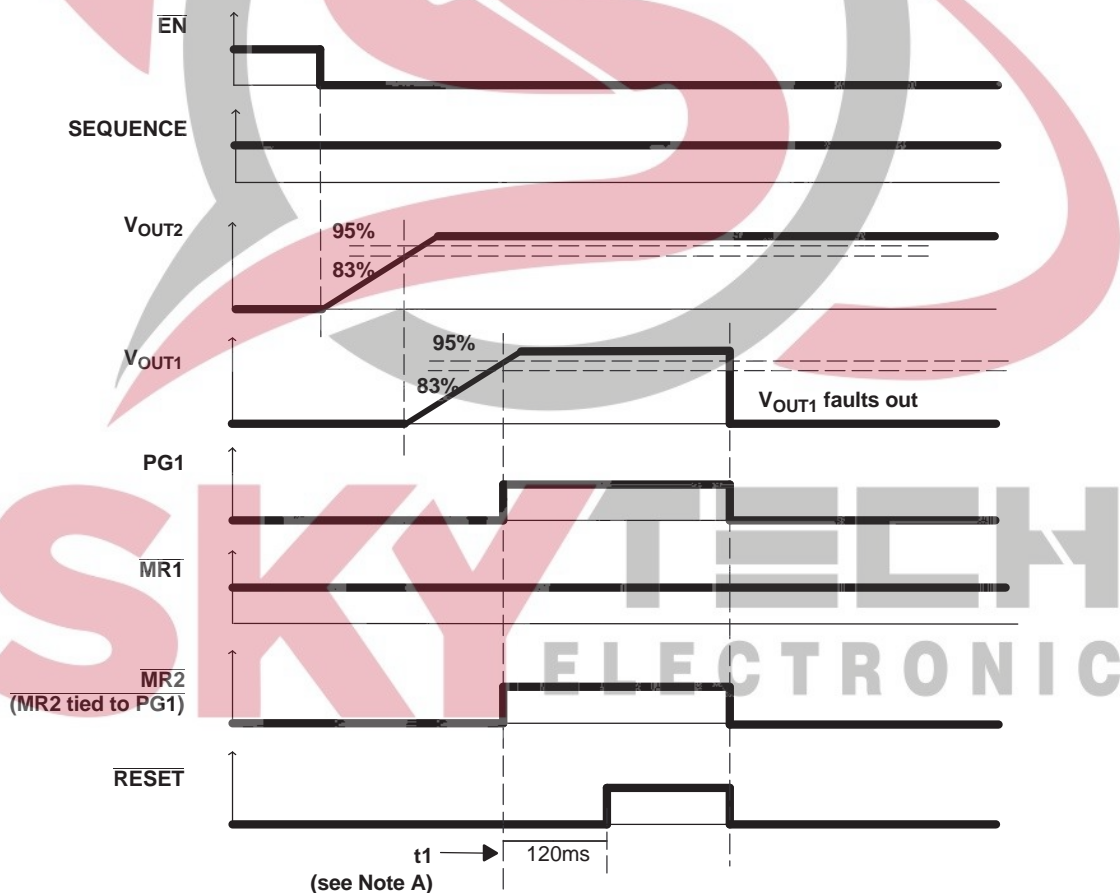 EN
SEQUENCE
VOUT2
95%
83%
VOUT1
95%
83%
VOUT1 faults out
PG1
MR1
MR2
(MR2 tied to PG1)
RESET
t1
120ms
(see Note A)
SKYTECH
ELECTRONIC